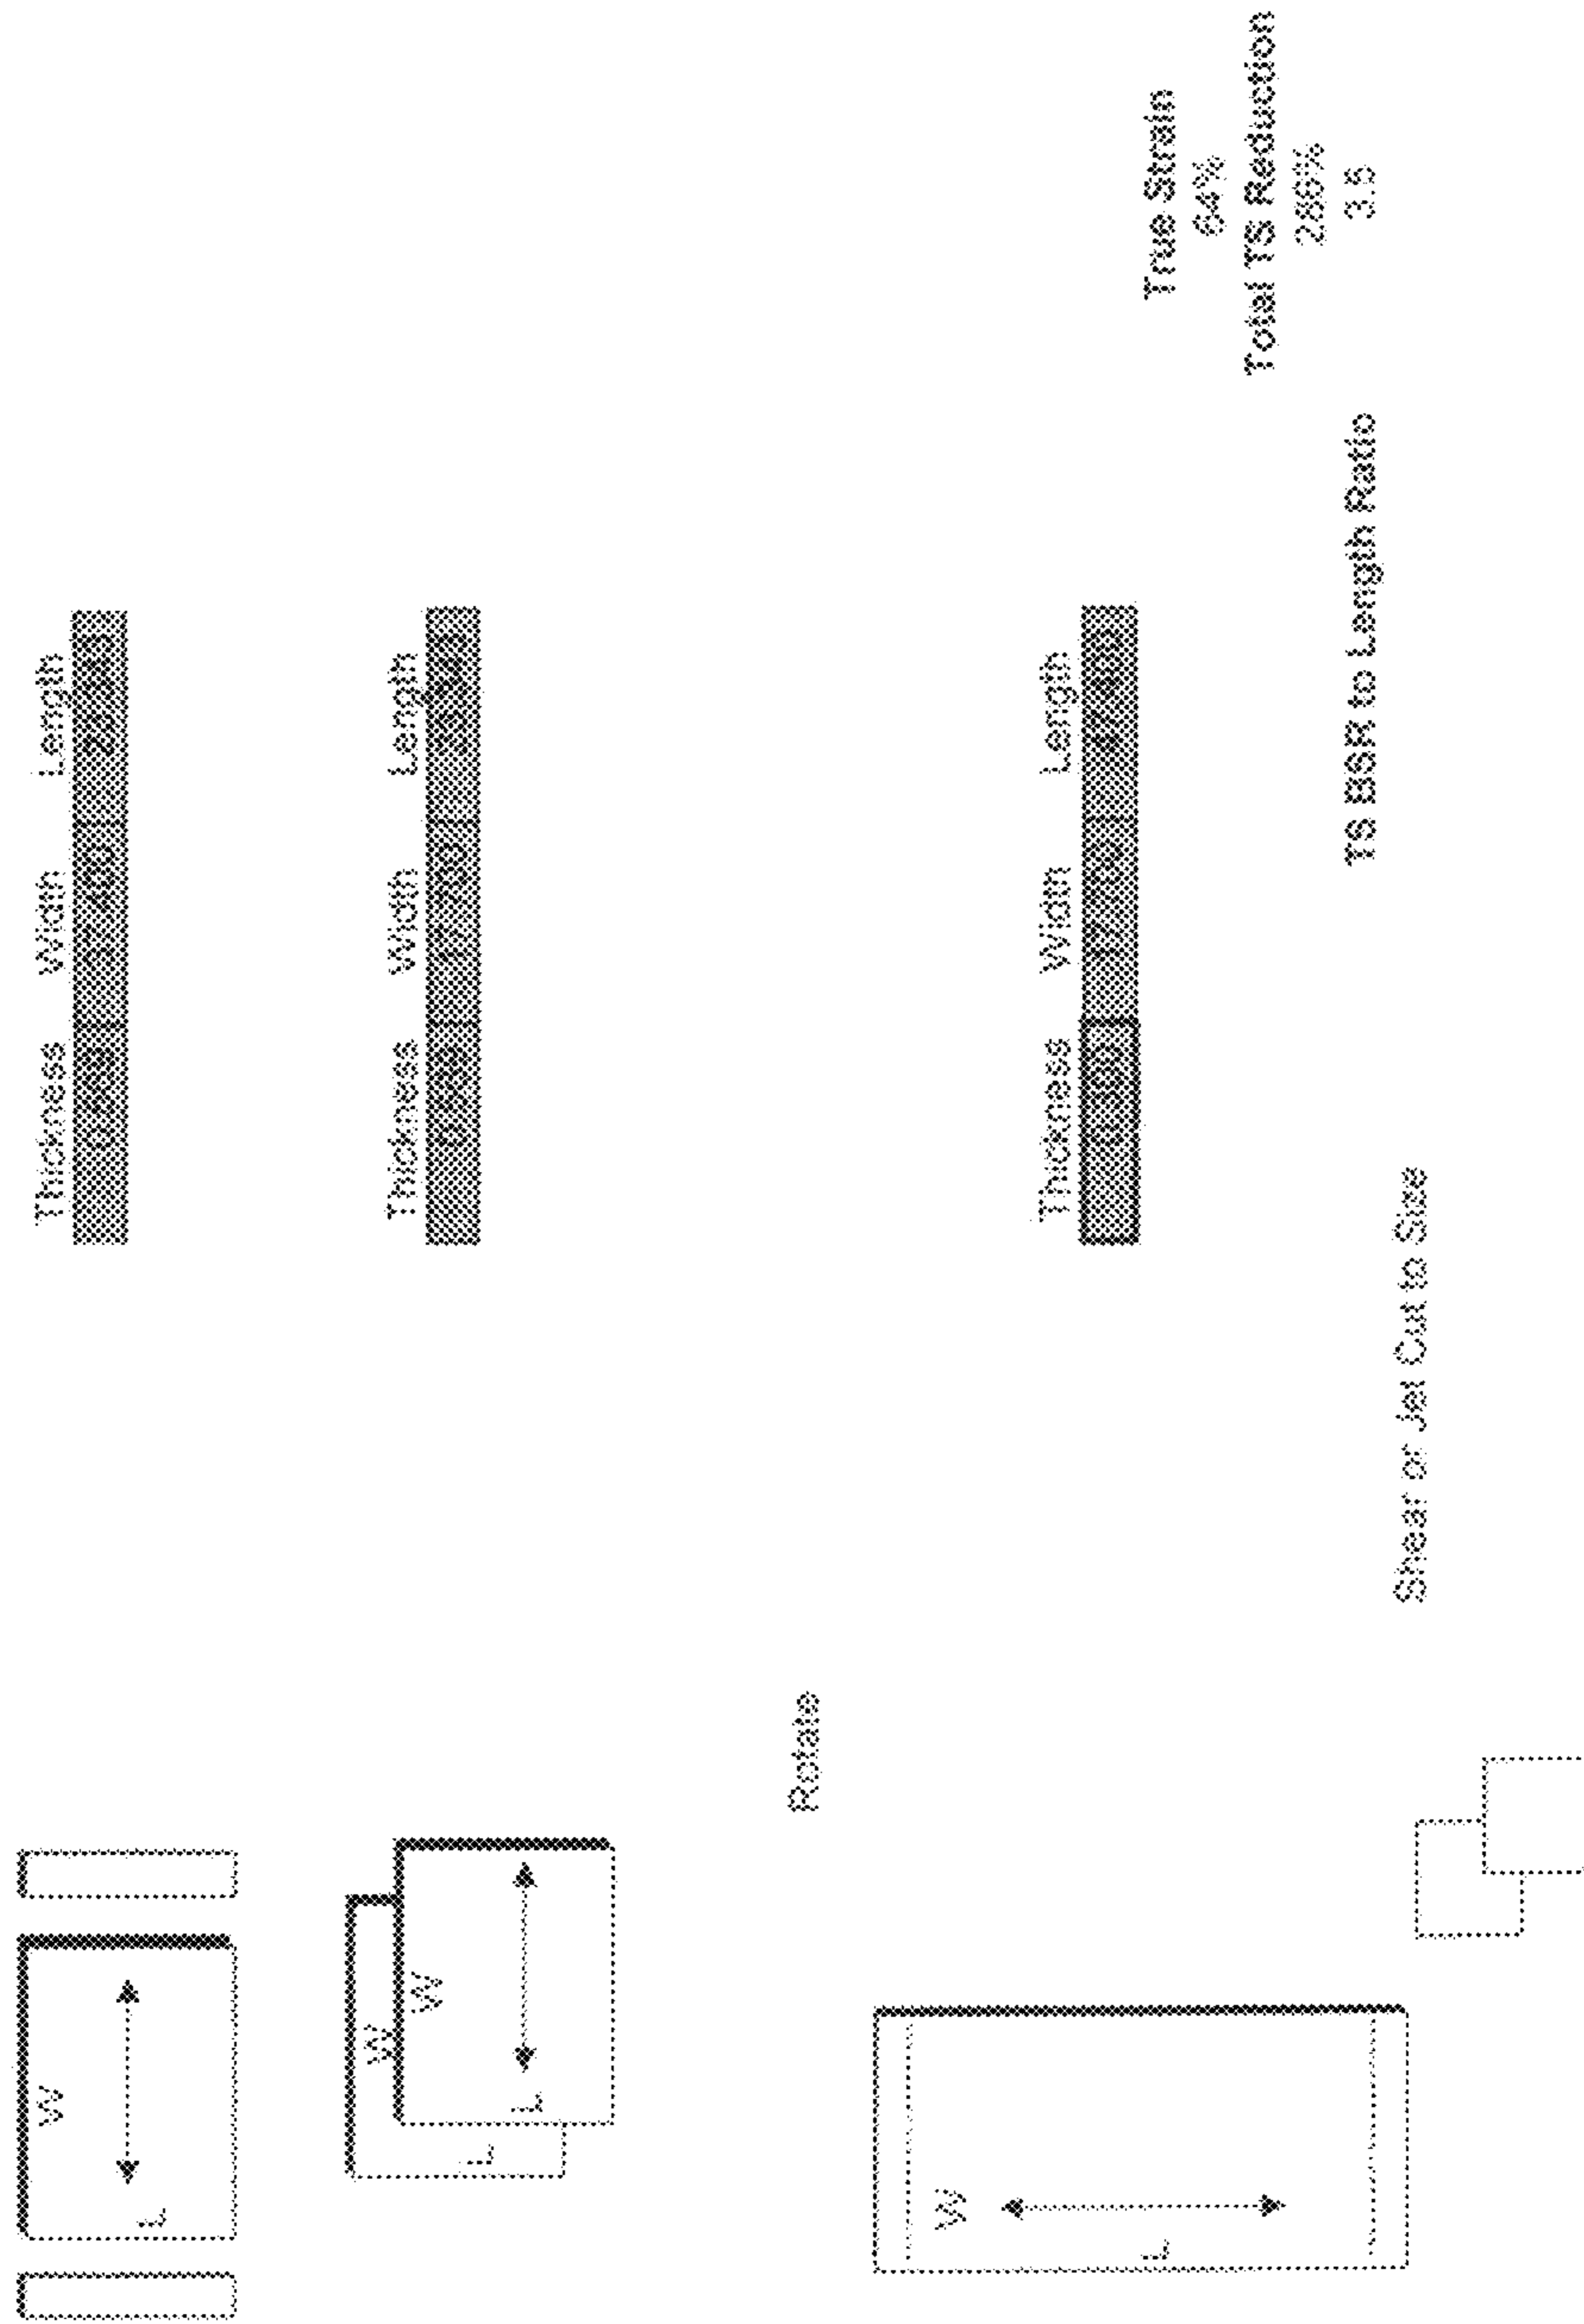 W Thickness Width Length
L
W
W Thickness Width Length
L
L
Rotate
W
Thickness Width Length
L True Strain
64%
Total TS Reduction
286%
TS BSR to Length Ratio 3.5
Shear or Jet Cut to Size